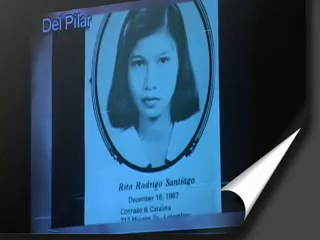 Del Pilar
Rita Rodrigo Santiago
December 16, 1967
Conrado & Catalina